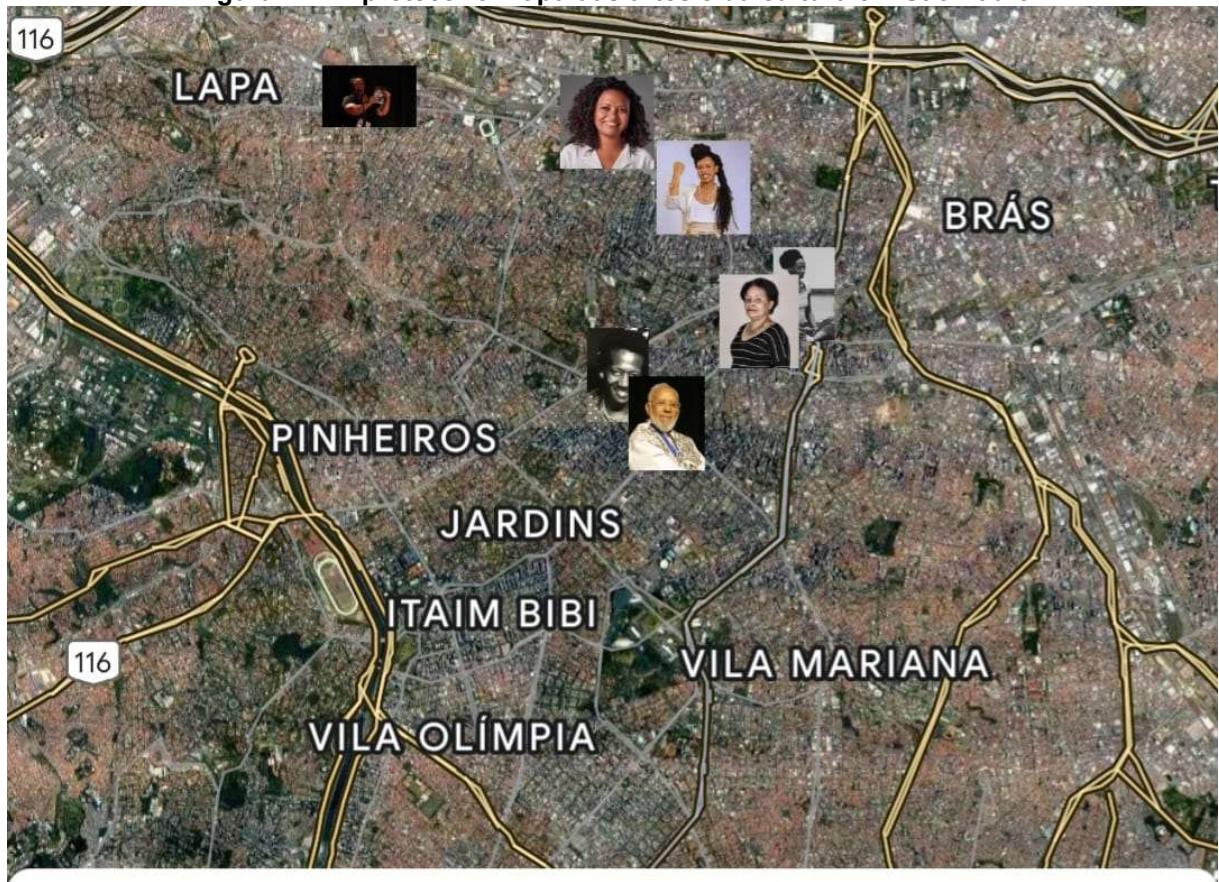 116
LAPA
BRÁS
PINHEIROS
JARDINS
ITAIM BIBI
116
VILA MARIANA
VILA OLÍMPIA